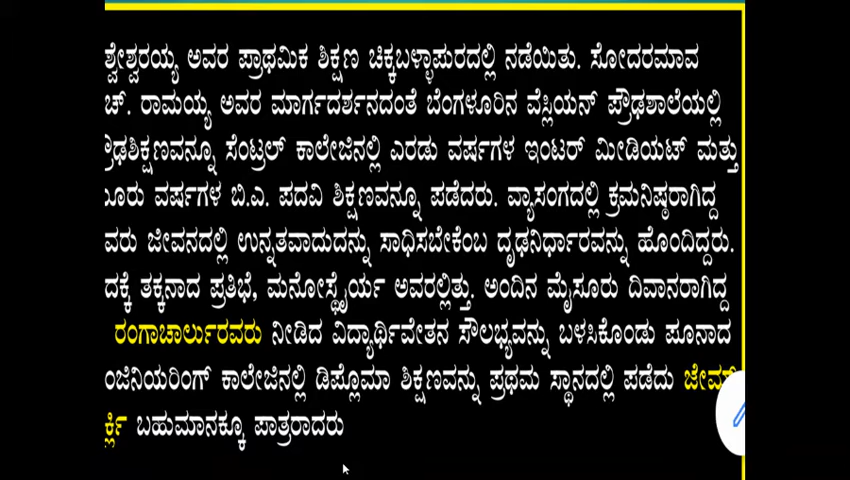 ಶ್ವೇಶ್ವರಯ್ಯ ಅವರ ಪ್ರಾಥಮಿಕ ಶಿಕ್ಷಣ ಚಿಕ್ಕಬಳ್ಳಾಪುರದಲ್ಲಿ ನಡೆಯಿತು. ಸೋದರಮಾವ
ಚ್. ರಾಮಯ್ಯ ಅವರ ಮಾರ್ಗದರ್ಶನದಂತೆ ಬೆಂಗಳೂರಿನ ವೆಸ್ಲಿಯನ್ ಪ್ರೌಢಶಾಲೆಯಲ್ಲಿ
ಢಶಿಕ್ಷಣವನ್ನೂ ಸೆಂಟ್ರಲ್ ಕಾಲೇಜಿನಲ್ಲಿ ಎರಡು ವರ್ಷಗಳ ಇಂಟರ್ ಮೀಡಿಯಟ್ ಮತ್ತು
ೂರು ವರ್ಷಗಳ ಬಿ.ಎ. ಪದವಿ ಶಿಕ್ಷಣವನ್ನೂ ಪಡೆದರು. ವ್ಯಾಸಂಗದಲ್ಲಿ ಕ್ರಮನಿಷ್ಠರಾಗಿದ್ದ
ವರು ಜೀವನದಲ್ಲಿ ಉನ್ನತವಾದುದನ್ನು ಸಾಧಿಸಬೇಕೆಂಬ ದೃಢನಿರ್ಧಾರವನ್ನು ಹೊಂದಿದ್ದರು.
ದಕ್ಕೆ ತಕ್ಕನಾದ ಪ್ರತಿಭೆ, ಮನೋಸ್ಥೈರ್ಯ ಅವರಲ್ಲಿತ್ತು. ಅಂದಿನ ಮೈಸೂರು ದಿವಾನರಾಗಿದ್ದ
ರಂಗಾಚಾರ್ಲುರವರು ನೀಡಿದ ವಿದ್ಯಾರ್ಥಿವೇತನ ಸೌಲಭ್ಯವನ್ನು ಬಳಸಿಕೊಂಡು ಪೂನಾದ
ಂಜಿನಿಯರಿಂಗ್ ಕಾಲೇಜಿನಲ್ಲಿ ಡಿಪ್ಲೊಮಾ ಶಿಕ್ಷಣವನ್ನು ಪ್ರಥಮ ಸ್ಥಾನದಲ್ಲಿ ಪಡೆದು ಜೇಮ್ಸ್
ರ್ಕ್ಲಿ ಬಹುಮಾನಕ್ಕೂ ಪಾತ್ರರಾದರು